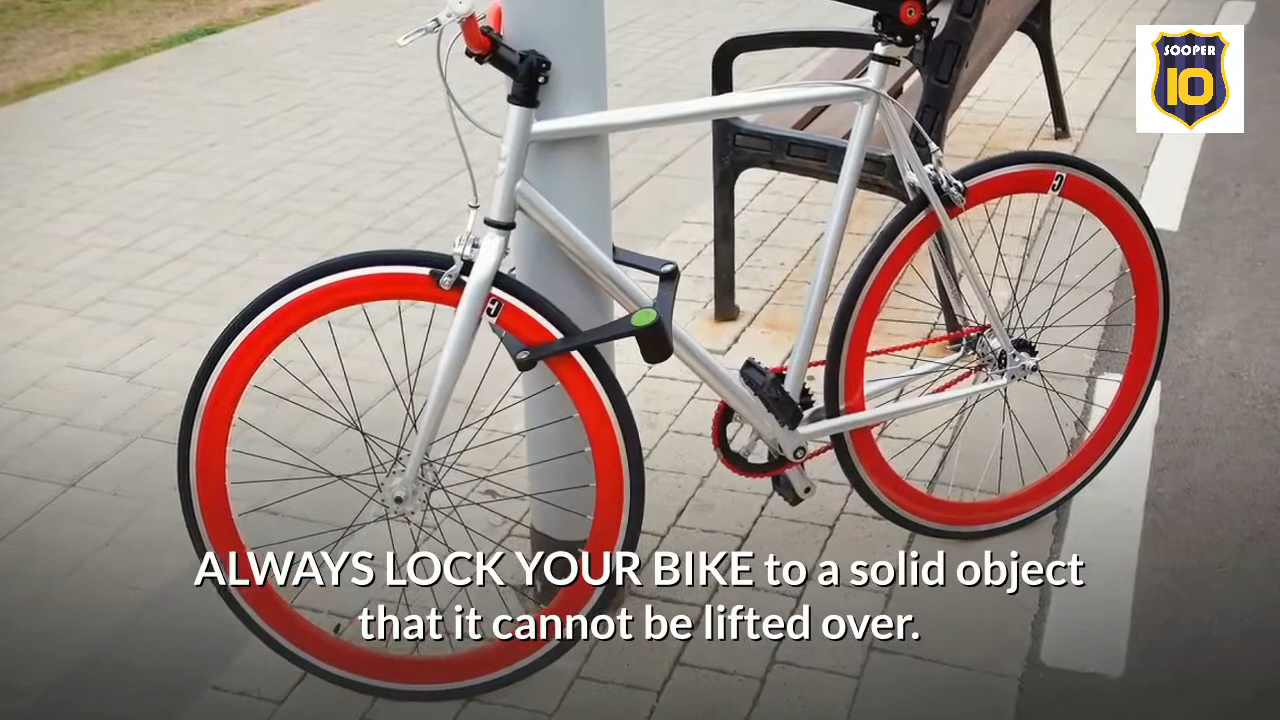 SOOPER
10
ALWAYS LOCK YOUR BIKE to a solid object
that it cannot be lifted over.